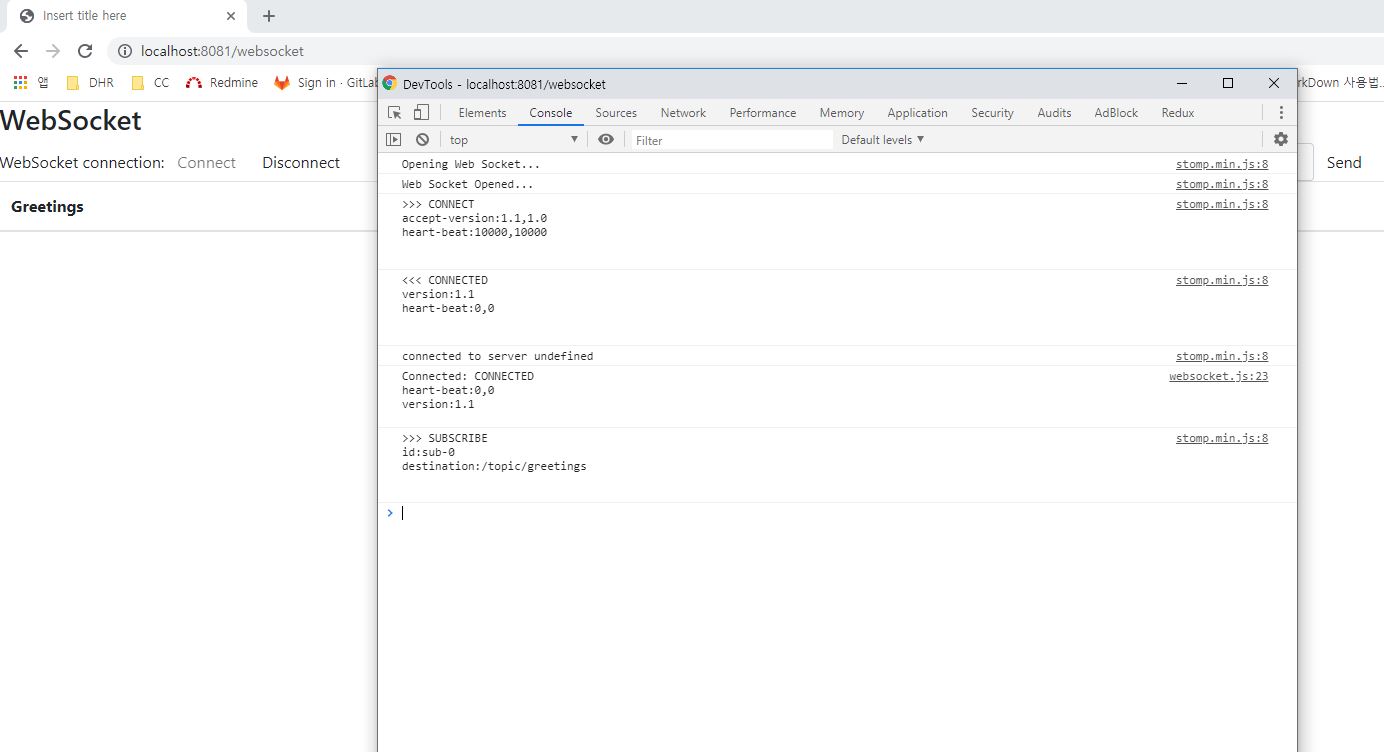 Insert title here
localhost:8081/websocket
앱 DHR CC Redmine Sign in · GitLab
rkDown 사용법...
DevTools - localhost:8081/websocket
Elements Console Sources Network Performance Memory Application Security Audits AdBlock Redux
top Filter Default levels
WebSocket
WebSocket connection: Connect Disconnect
Send
Greetings
Opening Web Socket... stomp.min.js:8
Web Socket Opened... stomp.min.js:8
>>> CONNECT stomp.min.js:8
accept-version:1.1,1.0
heart-beat:10000,10000
<<< CONNECTED stomp.min.js:8
version:1.1
heart-beat:0,0
connected to server undefined stomp.min.js:8
Connected: CONNECTED websocket.js:23
heart-beat:0,0
version:1.1
>>> SUBSCRIBE stomp.min.js:8
id:sub-0
destination:/topic/greetings